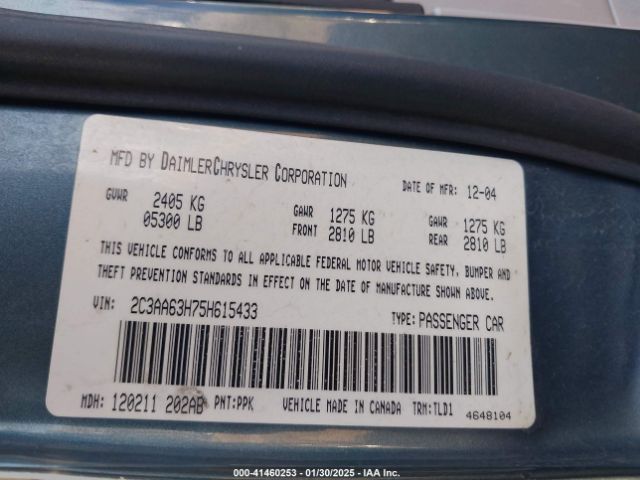 MFD BY DAIMLERCHRYSLER CORPORATION
DATE OF MFR: 12-04
GVWR 2405 KG
05300 LB
GAWR FRONT 1275 KG
2810 LB
GAWR REAR 1275 KG
2810 LB
THIS VEHICLE CONFORMS TO ALL APPLICABLE FEDERAL MOTOR VEHICLE SAFETY, BUMPER AND
THEFT PREVENTION STANDARDS IN EFFECT ON THE DATE OF MANUFACTURE SHOWN ABOVE.
VIN: 2C3AA63H75H615433
TYPE: PASSENGER CAR
MDH: 120211 202AB PNT:PPK VEHICLE MADE IN CANADA TRM:TLD1
4648104
000-41460253 - 01/30/2025 - IAA Inc.